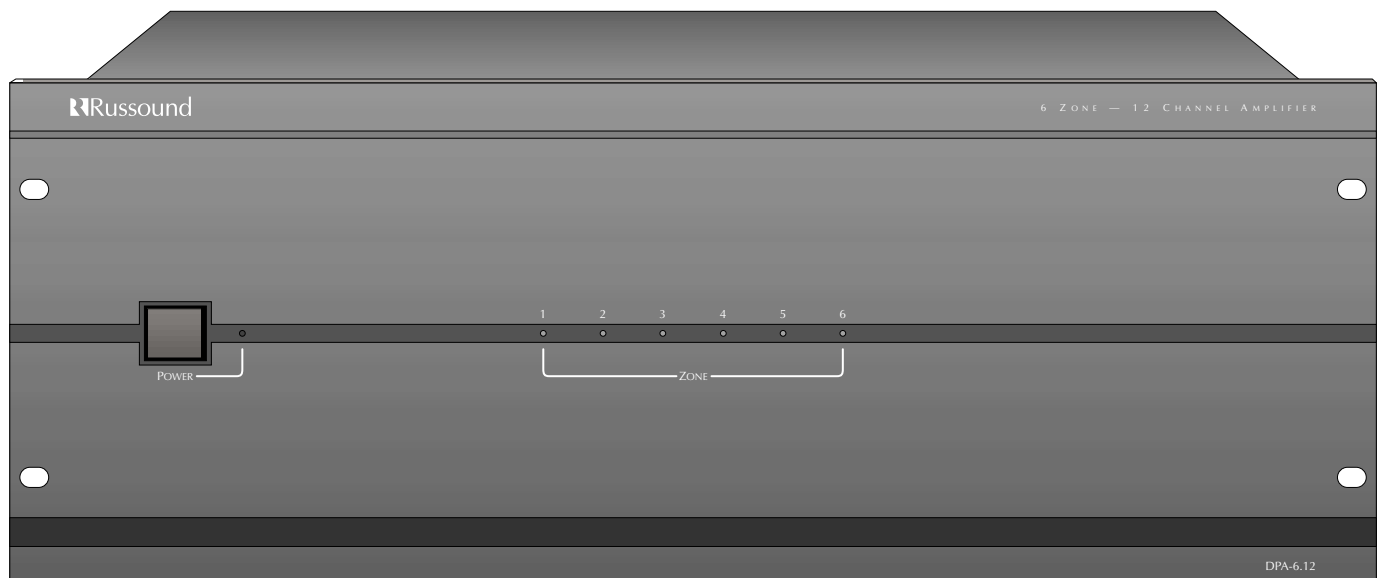 Russound
6 ZONE — 12 CHANNEL AMPLIFIER
1 2 3 4 5 6
POWER
ZONE
DPA-6.12